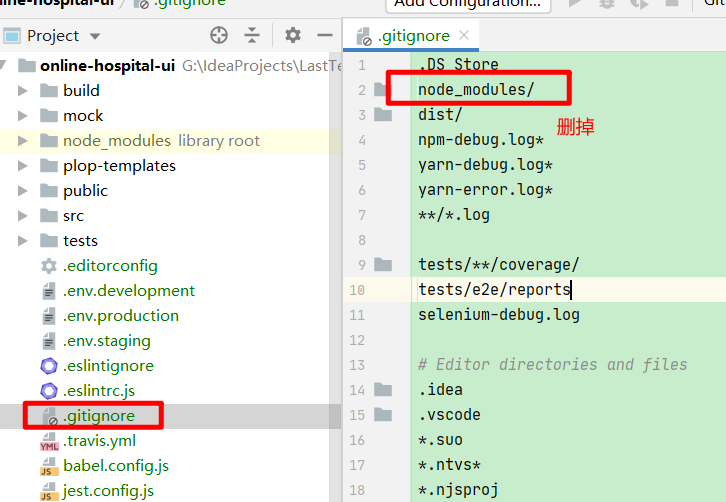 online-hospital-ui
.gitignore
Add Configuration...
Project
online-hospital-ui G:\IdeaProjects\LastTe
build
mock
node_modules library root
plop-templates
public
src
tests
.editorconfig
.env.development
.env.production
.env.staging
.eslintignore
.eslintrc.js
.gitignore
.travis.yml
babel.config.js
jest.config.js
.gitignore
1 .DS_Store
2 node_modules/
3 dist/
删掉
4 npm-debug.log*
5 yarn-debug.log*
6 yarn-error.log*
7 **/*.log
8
9 tests/**/coverage/
10 tests/e2e/reports
11 selenium-debug.log
12
13 # Editor directories and files
14 .idea
15 .vscode
16 *.suo
17 *.ntvs*
18 *.njsproj